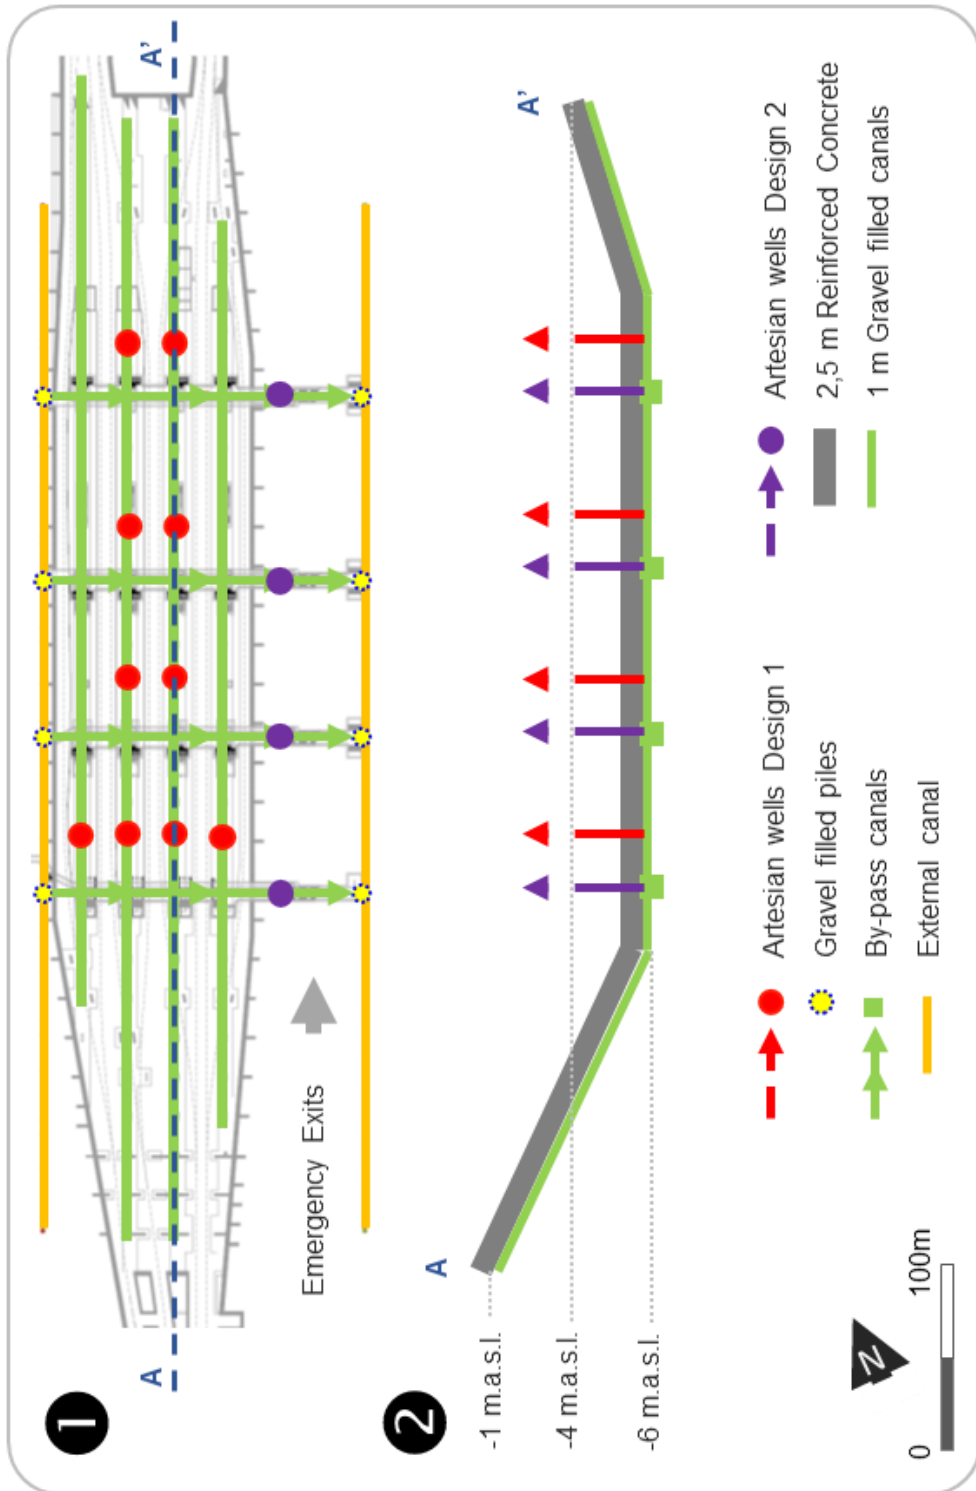 1
A
A'
Emergency Exits
2
A
A'
-1 m.a.s.l.
-4 m.a.s.l.
-6 m.a.s.l.
Artesian wells Design 1
Artesian wells Design 2
Gravel filled piles
2,5 m Reinforced Concrete
By-pass canals
1 m Gravel filled canals
External canal
0
100m
N